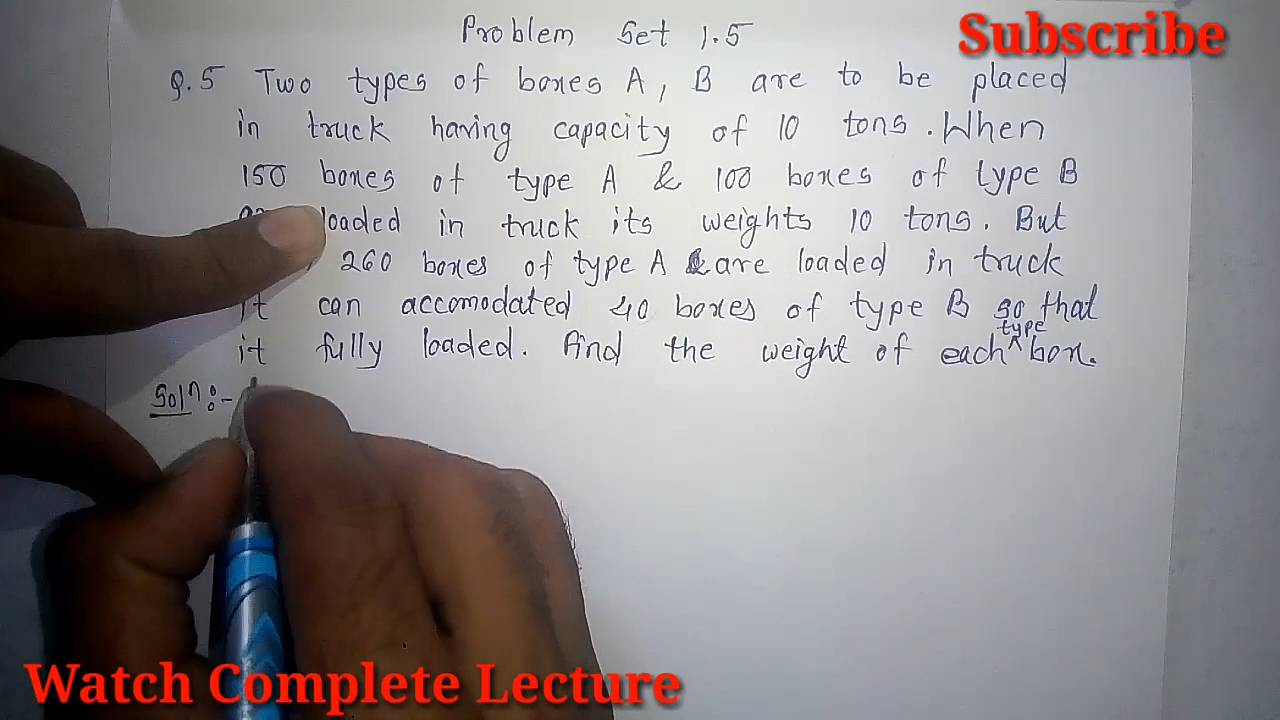 Problem Set 1.5
Subscribe
Q.5 Two types of boxes A, B are to be placed
in truck having capacity of 10 tons. When
150 boxes of type A & 100 boxes of type B
loaded in truck its weights 10 tons. But
260 boxes of type A are loaded in truck
it can accomodated 40 boxes of type B so that
it fully loaded. Find the weight of each type box.
Solⁿ :-
Watch Complete Lecture